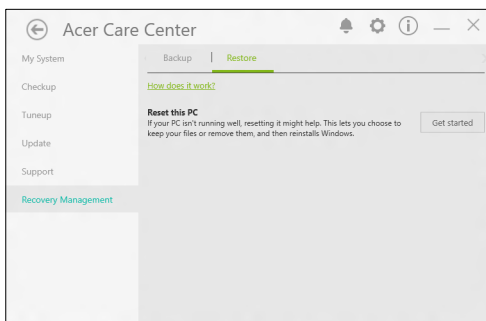 Acer Care Center
My System
Checkup
Tuneup
Update
Support
Recovery Management
Backup | Restore
How does it work?
Reset this PC
If your PC isn't running well, resetting it might help. This lets you choose to
keep your files or remove them, and then reinstalls Windows.
Get started